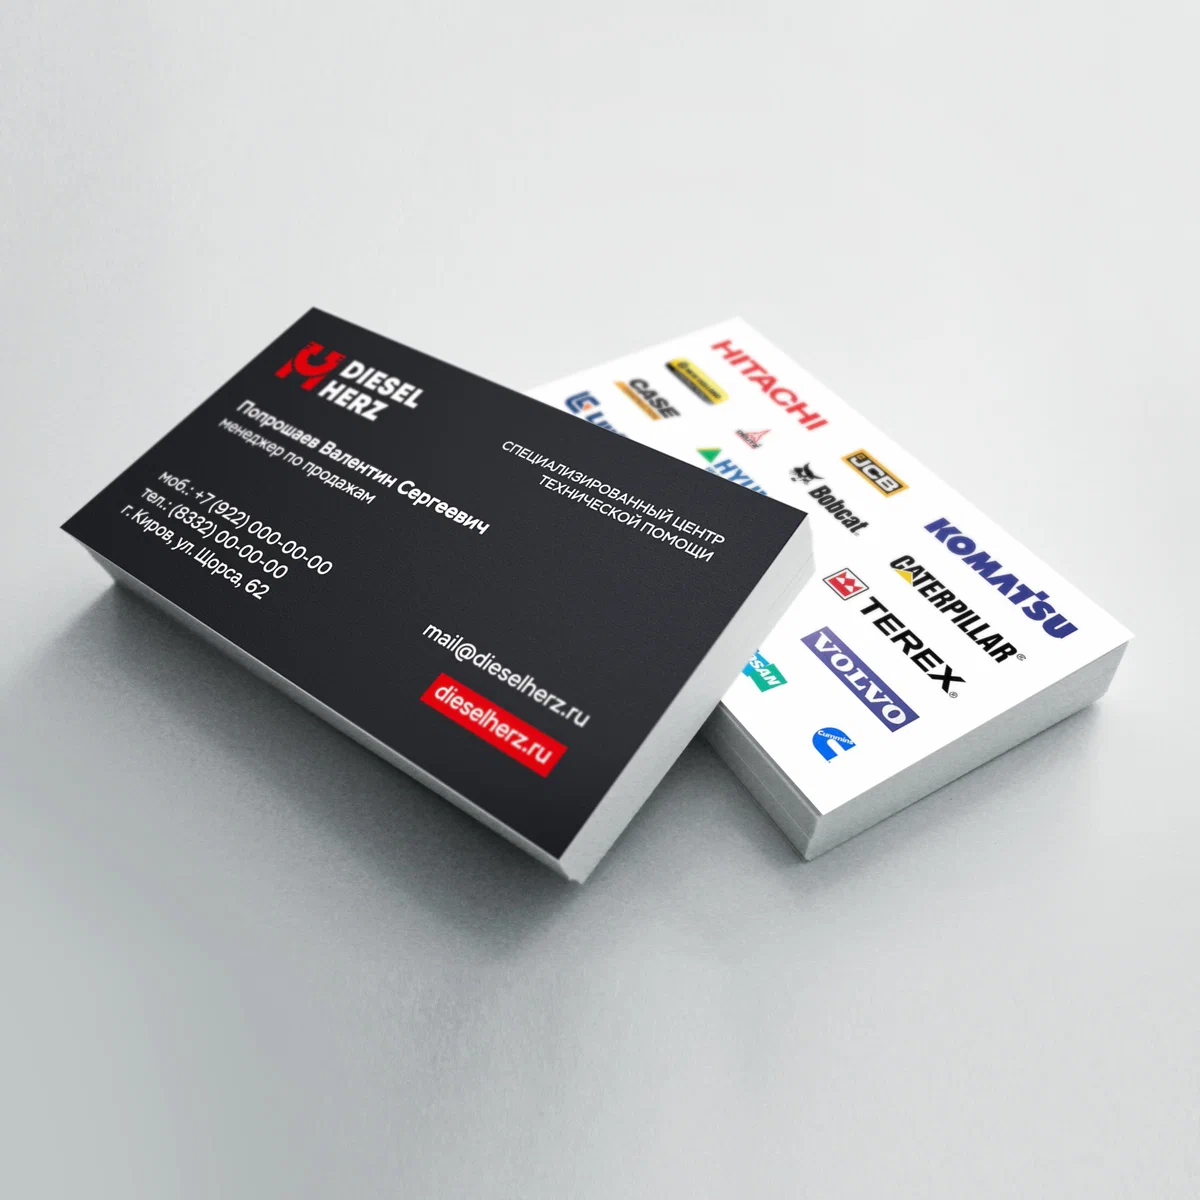 DIESEL
HERZ
Попрошаев Валентин Сергеевич
менеджер по продажам
СПЕЦИАЛИЗИРОВАННЫЙ ЦЕНТР
ТЕХНИЧЕСКОЙ ПОМОЩИ
моб.: +7 (922) 000-00-00
тел.: (8332) 00-00-00
г. Киров, ул. Щорса, 62
mail@dieselherz.ru
dieselherz.ru
HITACHI
CASE
JCB
Bobcat
KOMATSU
CATERPILLAR®
TEREX®
VOLVO
Cummins